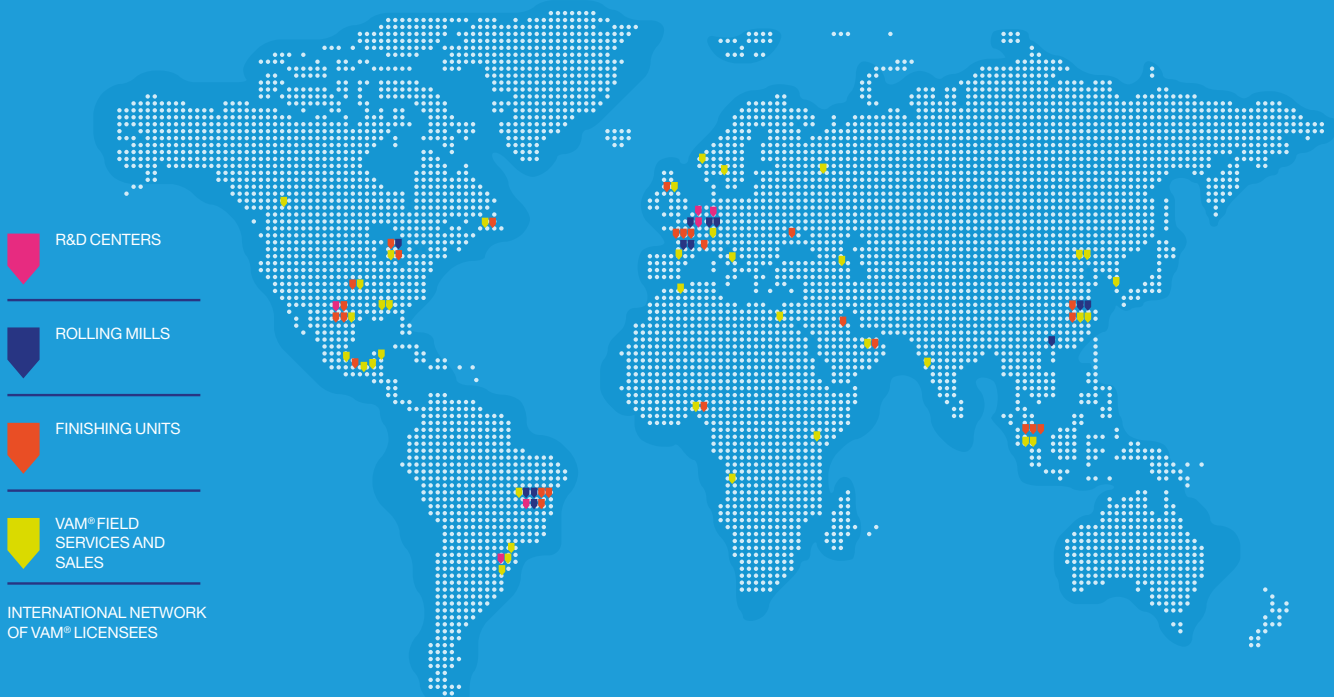 R&D CENTERS
ROLLING MILLS
FINISHING UNITS
VAM® FIELD
SERVICES AND
SALES
INTERNATIONAL NETWORK
OF VAM® LICENSEES